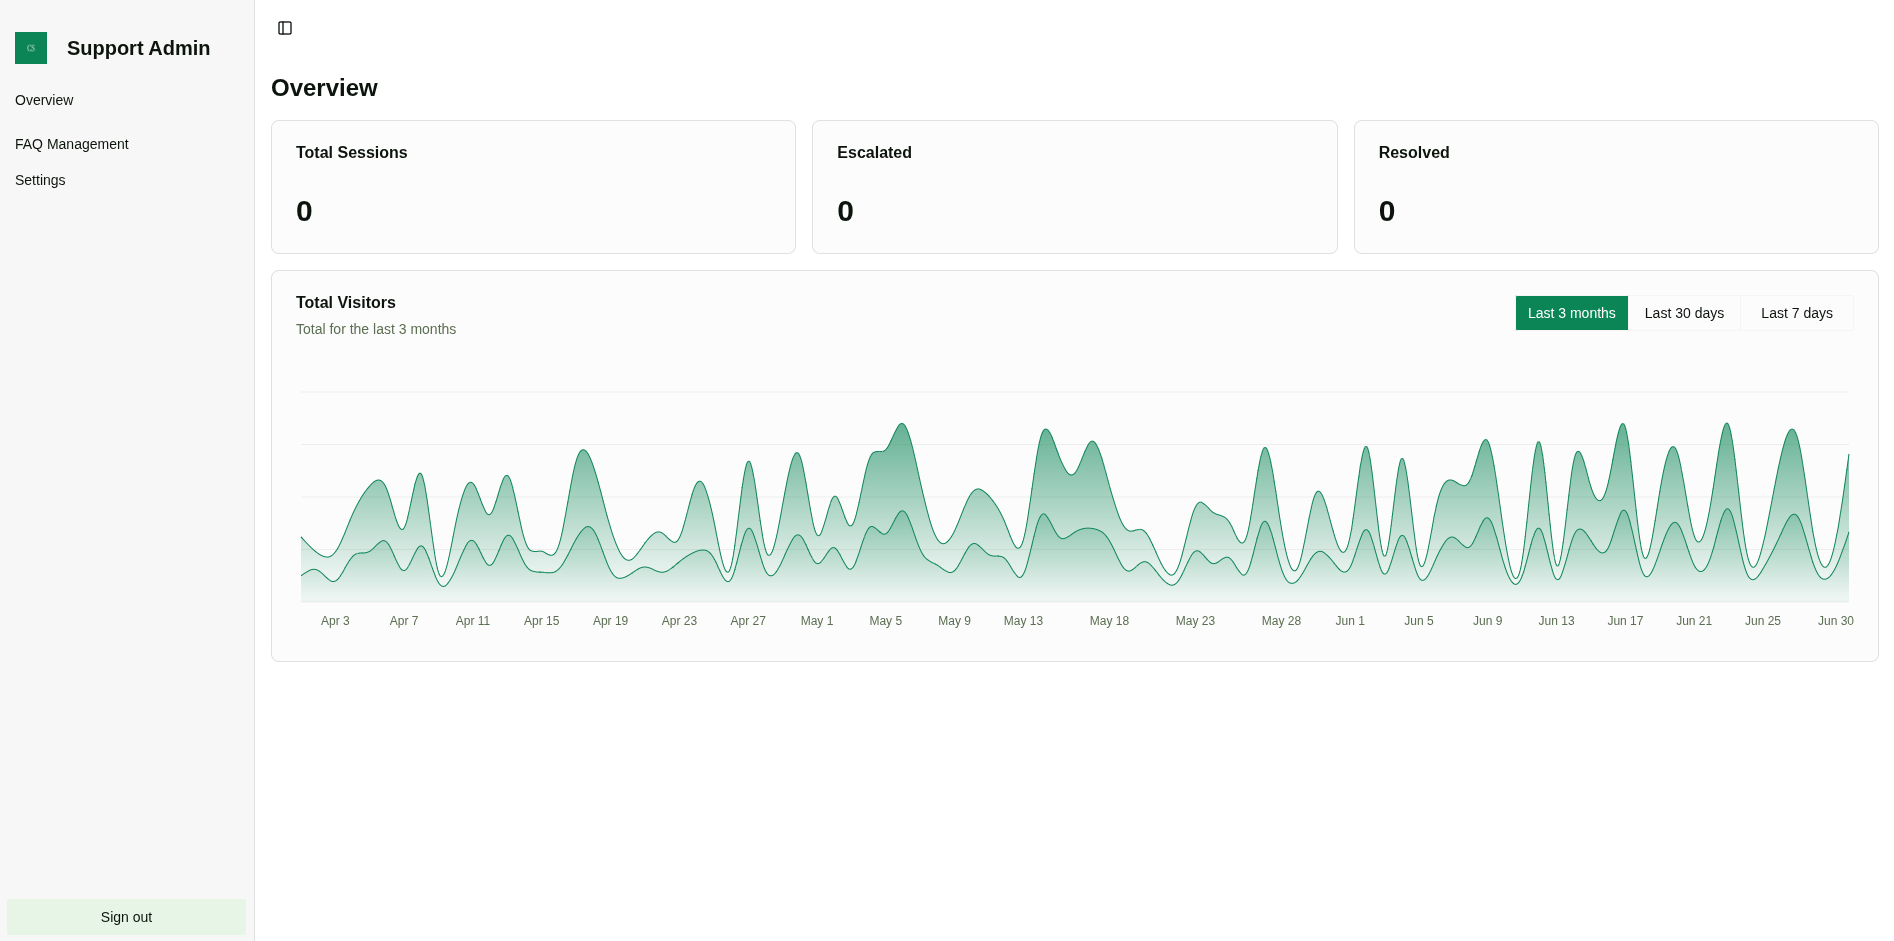 CS
Support Admin
Overview
FAQ Management
Settings
Sign out
Overview
Total Sessions
0
Escalated
0
Resolved
0
Total Visitors
Total for the last 3 months
Last 3 months
Last 30 days
Last 7 days
Apr 3 Apr 7 Apr 11 Apr 15 Apr 19 Apr 23 Apr 27 May 1 May 5 May 9 May 13 May 18 May 23 May 28 Jun 1 Jun 5 Jun 9 Jun 13 Jun 17 Jun 21 Jun 25 Jun 30